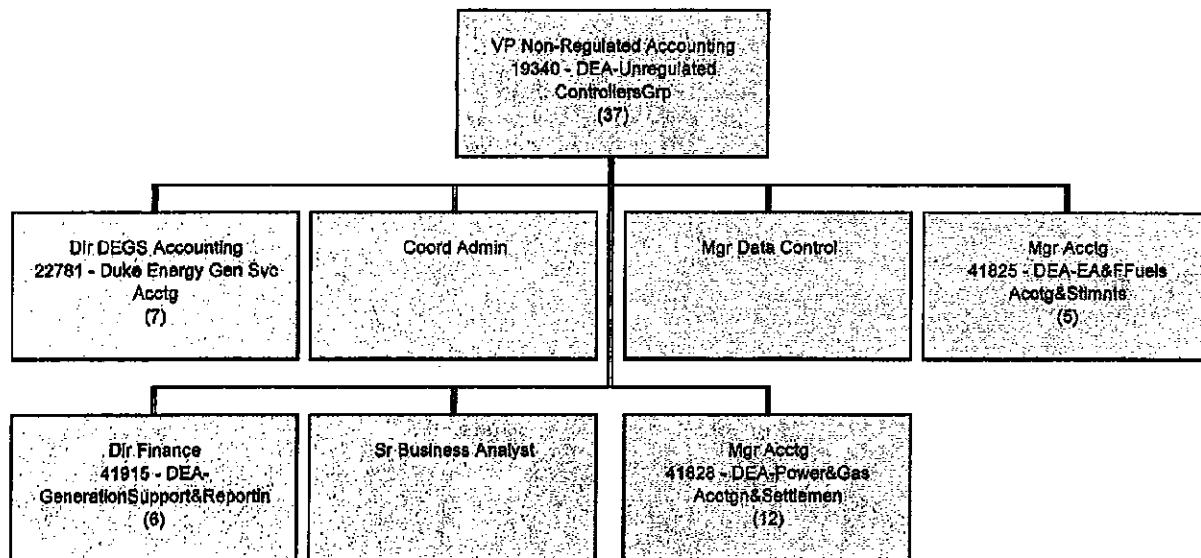 VP Non-Regulated Accounting
19340 - DEA-Unregulated
ControllersGrp
(37)
Dir DEGS Accounting
22781 - Duke Energy Gen Svc
Acctg
(7)
Coord Admin
Mgr Data Control
Mgr Acctg
41825 - DEA-EA&FFuels
Acctg&Stlmnts
(5)
Dir Finance
41915 - DEA-
GenerationSupport&Reportin
(6)
Sr Business Analyst
Mgr Acctg
41828 - DEA-Power&Gas
Acctgn&Settlemen
(12)